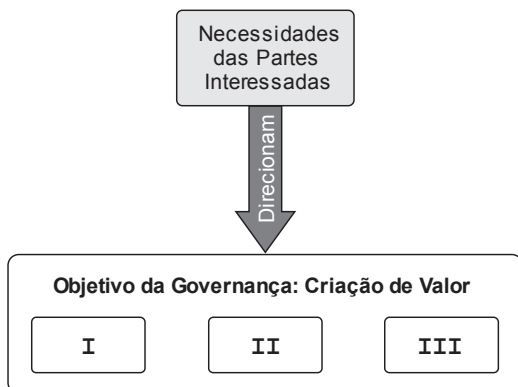 Necessidades
das Partes
Interessadas
Direcionam
Objetivo da Governança: Criação de Valor
I
II
III